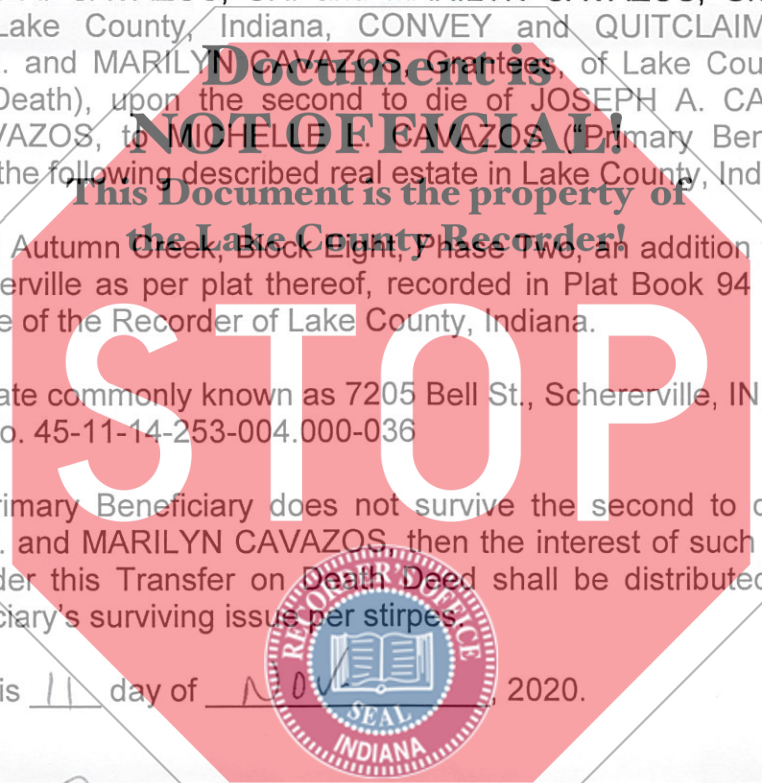 Lake County, Indiana, CONVEY and QUITCLAIM
. and MARILYN CAVAZOS, Grantees, of Lake Cou
Death), upon the second to die of JOSEPH A. CA
VAZOS, to MICHELLE L. CAVAZOS ("Primary Ben
the following described real estate in Lake County, Ind
Document is
NOT OFFICIAL!
This Document is the property of
the Lake County Recorder!
Autumn Creek, Block Eight, Phase Two, an addition
erville as per plat thereof, recorded in Plat Book 94
e of the Recorder of Lake County, Indiana.
STOP
ate commonly known as 7205 Bell St., Schererville, IN
o. 45-11-14-253-004.000-036
rimary Beneficiary does not survive the second to d
. and MARILYN CAVAZOS, then the interest of such
der this Transfer on Death Deed shall be distributed
ciary's surviving issue per stirpes.
is 11 day of Nov, 2020.
RECORDER'S OFFICE
SEAL
INDIANA